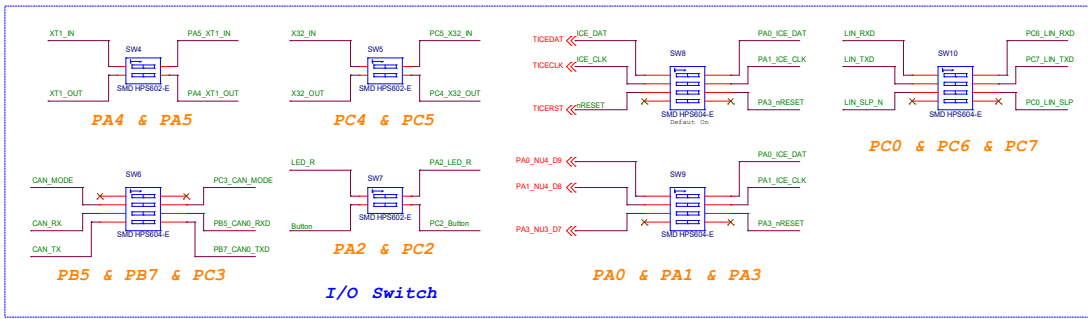 XT1_IN
SW4
PA5_XT1_IN
XT1_OUT
PA4_XT1_OUT
SMD HPS602-E
PA4 & PA5
X32_IN
SW5
PC5_X32_IN
X32_OUT
PC4_X32_OUT
SMD HPS602-E
PC4 & PC5
TICEDAT
ICE_DAT
SW8
PA0_ICE_DAT
TICECLK
ICE_CLK
PA1_ICE_CLK
TICERST
nRESET
PA3_nRESET
SMD HPS604-E
Defaut On
LIN_RXD
SW10
PC6_LIN_RXD
LIN_TXD
PC7_LIN_TXD
LIN_SLP_N
PC0_LIN_SLP
SMD HPS604-E
PC0 & PC6 & PC7
CAN_MODE
SW6
PC3_CAN_MODE
CAN_RX
PB5_CAN0_RXD
SMD HPS604-E
CAN_TX
PB7_CAN0_TXD
PB5 & PB7 & PC3
LED_R
SW7
PA2_LED_R
Button
PC2_Button
SMD HPS602-E
PA2 & PC2
PA0_NU4_D9
SW9
PA0_ICE_DAT
PA1_NU4_D8
PA1_ICE_CLK
PA3_NU3_D7
PA3_nRESET
SMD HPS604-E
PA0 & PA1 & PA3
I/O Switch